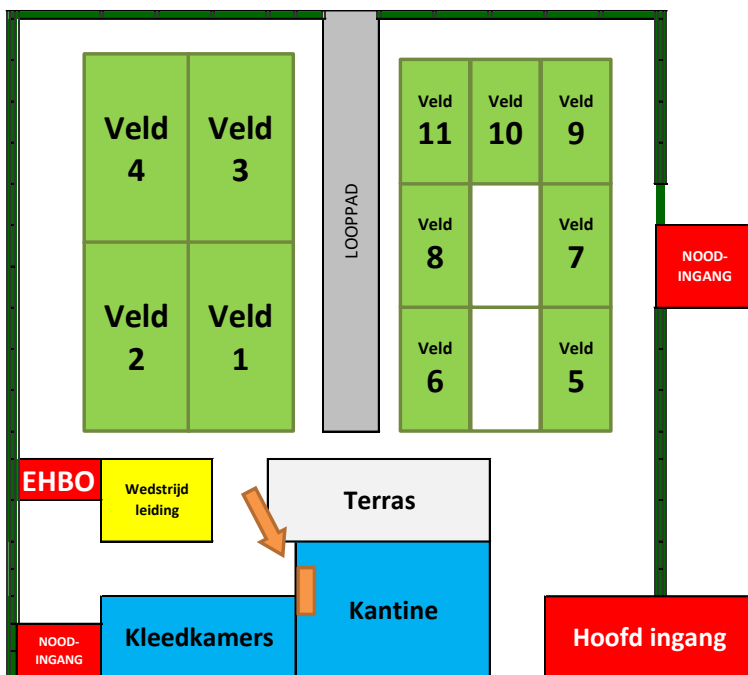 Veld
4
Veld
3
Veld
2
Veld
1
LOOPPAD
Veld
11
Veld
10
Veld
9
Veld
8
Veld
7
Veld
6
Veld
5
NOOD-
INGANG
EHBO
Wedstrijd
leiding
Terras
Kantine
Kleedkamers
NOOD-
INGANG
Hoofd ingang